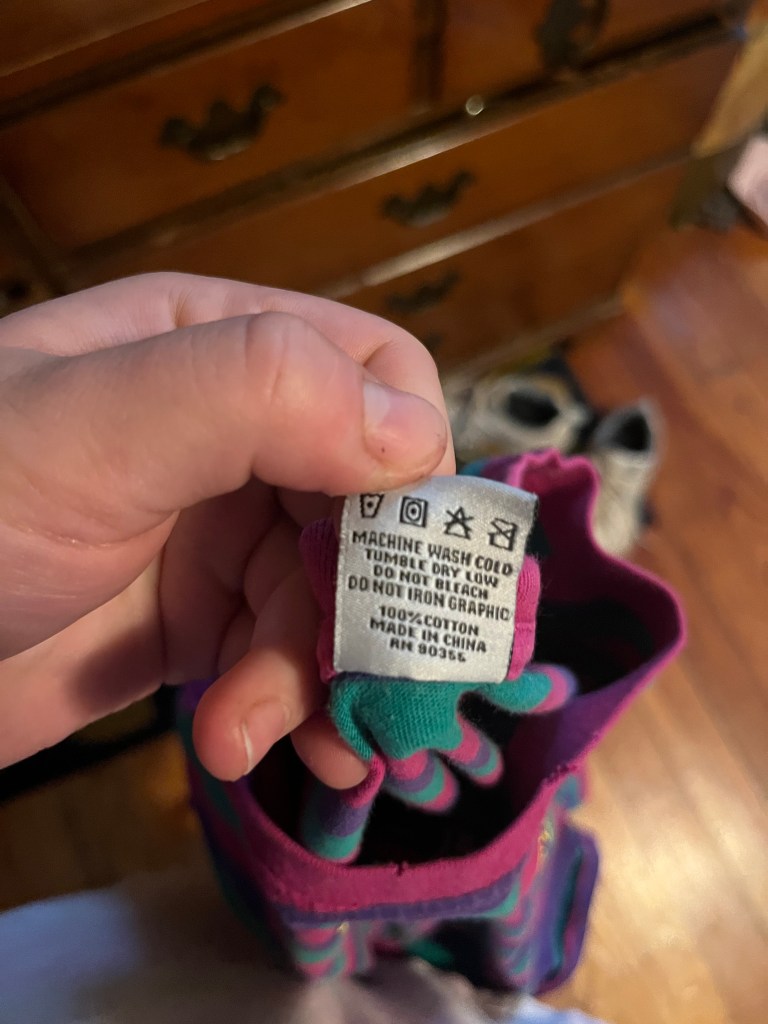 MACHINE WASH COLD
TUMBLE DRY LOW
DO NOT BLEACH
DO NOT IRON GRAPHIC
100% COTTON
MADE IN CHINA
RN 90355